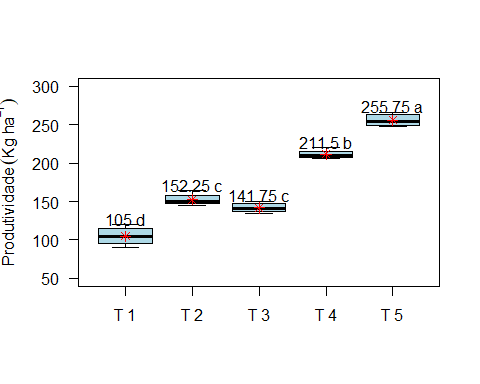 Produtividade (Kg ha⁻¹)
300
250
200
150
100
50
105 d
152.25 c
141.75 c
211.5 b
255.75 a
T 1
T 2
T 3
T 4
T 5